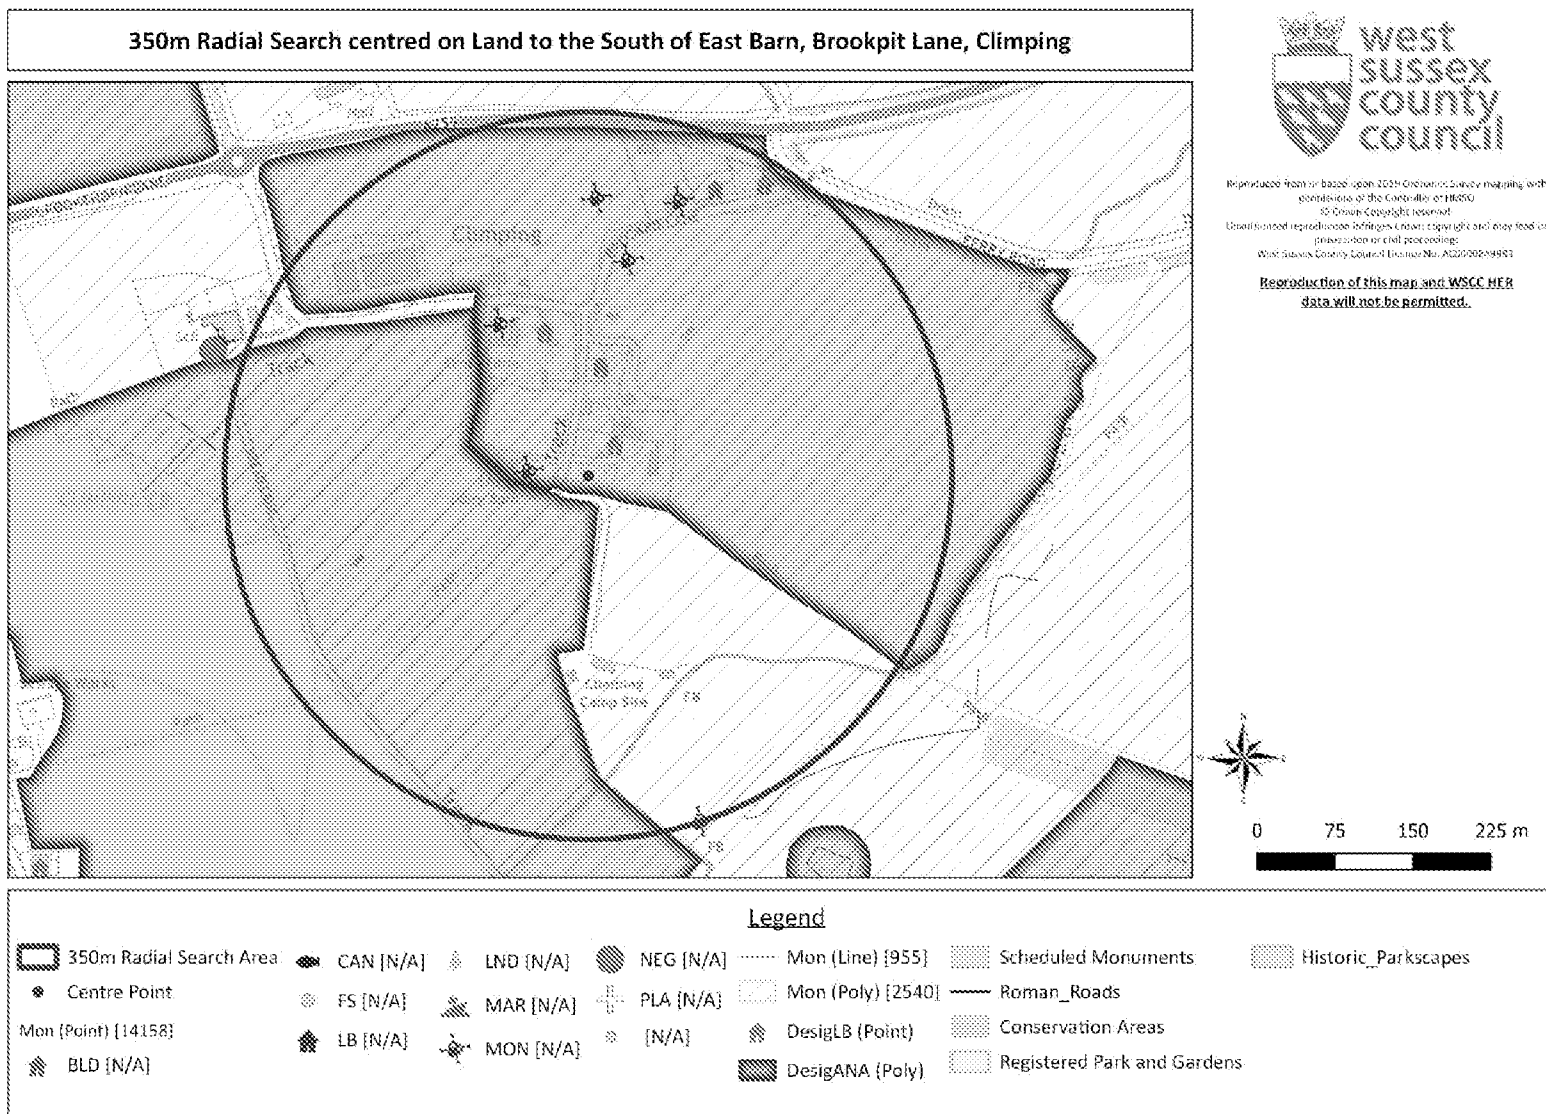 350m Radial Search centred on Land to the South of East Barn, Brookpit Lane, Climping
west
sussex
county
council
Reproduction of this map and WSCC HER
data will not be permitted.
Climping
Track
Climping
Camp Site
FB
FB
0 75 150 225 m
Legend
350m Radial Search Area
Centre Point
Mon (Point) [14158]
BLD [N/A]
CAN [N/A]
FS [N/A]
LB [N/A]
LND [N/A]
MAR [N/A]
MON [N/A]
NEG [N/A]
PLA [N/A]
[N/A]
Mon (Line) [955]
Mon (Poly) [2540]
DesigLB (Point)
DesigANA (Poly)
Scheduled Monuments
Roman_Roads
Conservation Areas
Registered Park and Gardens
Historic_Parkscapes